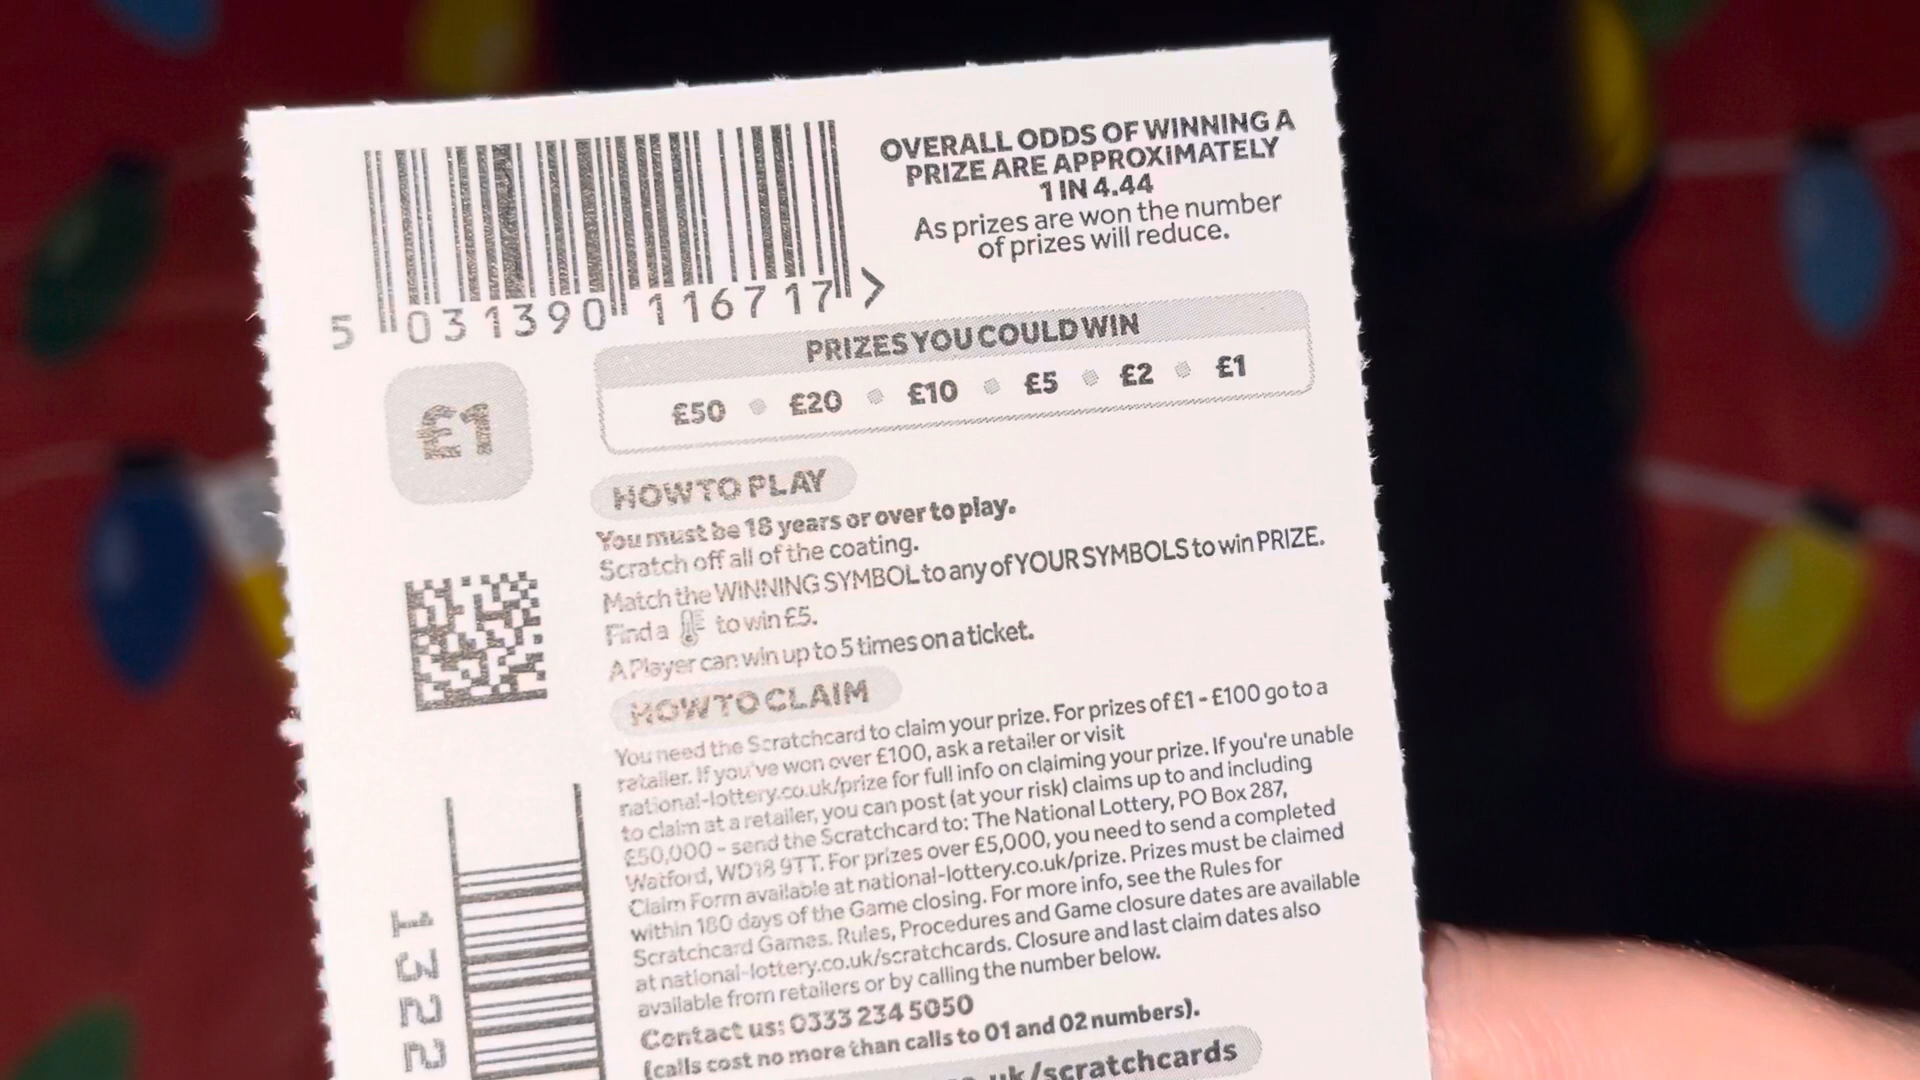 OVERALL ODDS OF WINNING A
PRIZE ARE APPROXIMATELY
1 IN 4.44
As prizes are won the number
of prizes will reduce.
5 031390 116717 >
PRIZES YOU COULD WIN
£50 • £20 • £10 • £5 • £2 • £1
£1
HOW TO PLAY
You must be 18 years or over to play.
Scratch off all of the coating.
Match the WINNING SYMBOL to any of YOUR SYMBOLS to win PRIZE.
Find a to win £5.
A Player can win up to 5 times on a ticket.
HOW TO CLAIM
You need the Scratchcard to claim your prize. For prizes of £1 - £100 go to a
retailer. If you've won over £100, ask a retailer or visit
national-lottery.co.uk/prize for full info on claiming your prize. If you're unable
to claim at a retailer, you can post (at your risk) claims up to and including
£50,000 - send the Scratchcard to: The National Lottery, PO Box 287,
Watford, WD18 9TT. For prizes over £5,000, you need to send a completed
Claim Form available at national-lottery.co.uk/prize. Prizes must be claimed
within 180 days of the Game closing. For more info, see the Rules for
Scratchcard Games. Rules, Procedures and Game closure dates are available
at national-lottery.co.uk/scratchcards. Closure and last claim dates also
available from retailers or by calling the number below.
Contact us: 0333 234 5050
(calls cost no more than calls to 01 and 02 numbers).
uk/scratchcards
1322